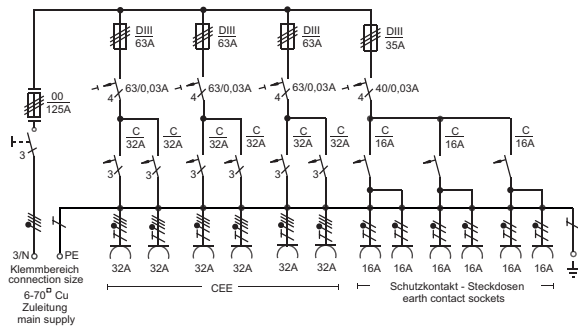 DIII
63A
DIII
63A
DIII
63A
DIII
35A
00
125A
63/0,03A
63/0,03A
63/0,03A
40/0,03A
4
4
4
4
C
32A
C
32A
C
32A
C
32A
C
32A
C
32A
C
16A
C
16A
C
16A
3
3
3
3
3
3
3
3/N
PE
32A
32A
32A
32A
32A
32A
16A
16A
16A
16A
16A
16A
Klemmbereich
connection size
6-70□ Cu
Zuleitung
main supply
CEE
Schutzkontakt - Steckdosen
earth contact sockets